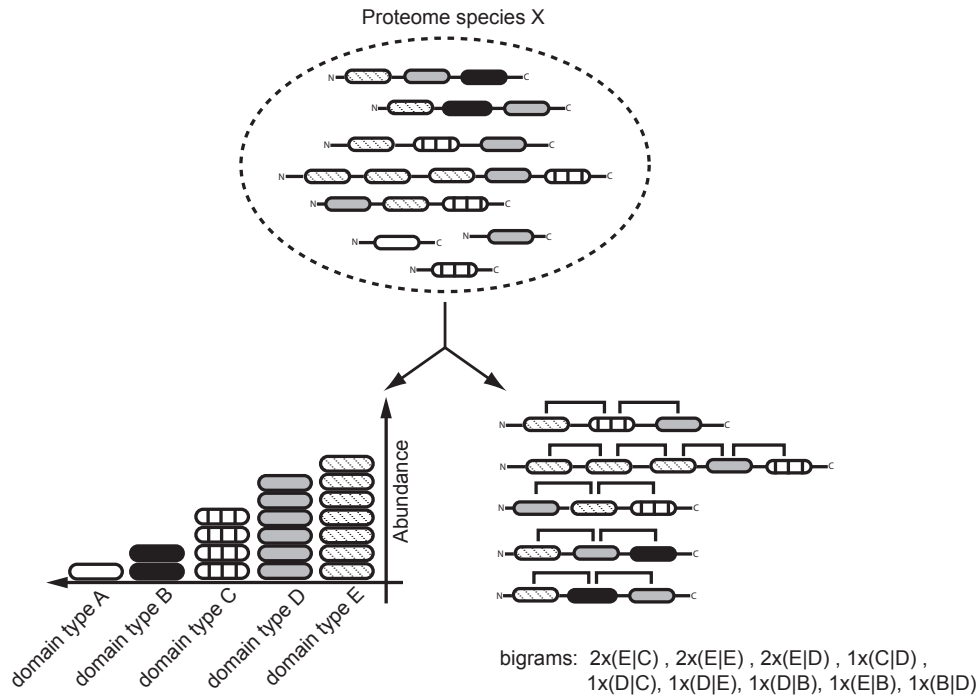 Proteome species X
N C
N C
N C
N C
N C
N C N C
N C
Abundance
domain type A
domain type B
domain type C
domain type D
domain type E
N C
N C
N C
N C
N C
bigrams: 2x(E|C) , 2x(E|E) , 2x(E|D) , 1x(C|D) ,
1x(D|C), 1x(D|E), 1x(D|B), 1x(E|B), 1x(B|D)